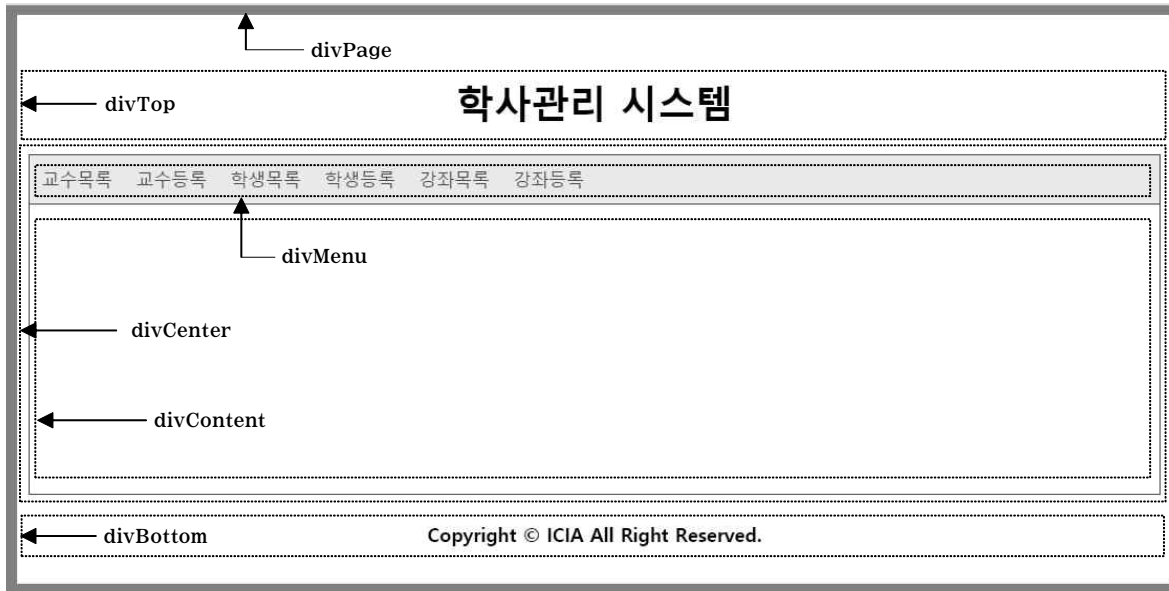 divPage
divTop
학사관리 시스템
교수목록 교수등록 학생목록 학생등록 강좌목록 강좌등록
divMenu
divCenter
divContent
divBottom
Copyright © ICIA All Right Reserved.